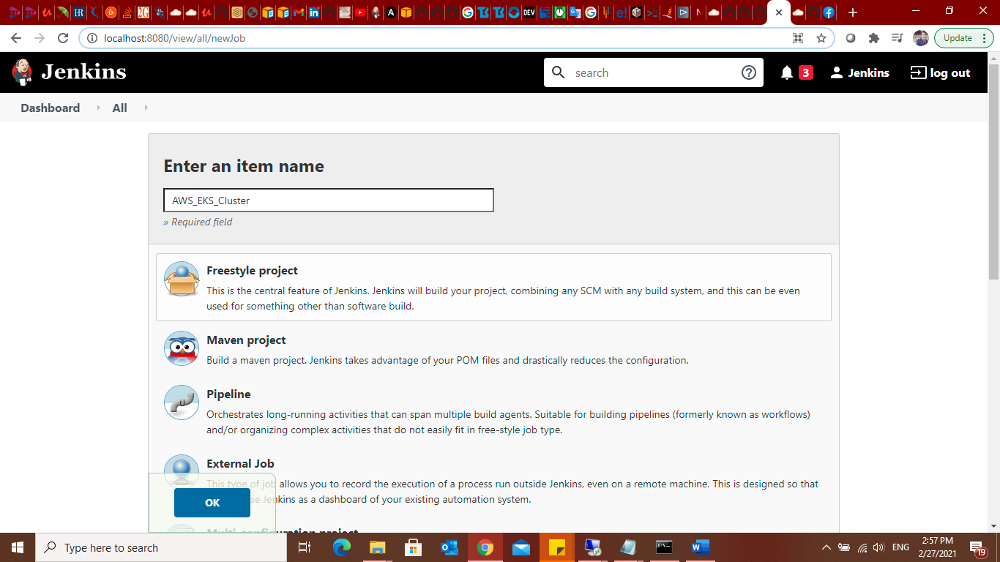 DEV
localhost:8080/view/all/newJob
Update
Jenkins
search
3
Jenkins
log out
Dashboard
All
Enter an item name
AWS_EKS_Cluster
» Required field
Freestyle project
This is the central feature of Jenkins. Jenkins will build your project, combining any SCM with any build system, and this can be even
used for something other than software build.
Maven project
Build a maven project. Jenkins takes advantage of your POM files and drastically reduces the configuration.
Pipeline
Orchestrates long-running activities that can span multiple build agents. Suitable for building pipelines (formerly known as workflows)
and/or organizing complex activities that do not easily fit in free-style job type.
External Job
This type of job allows you to record the execution of a process run outside Jenkins, even on a remote machine. This is designed so that
se Jenkins as a dashboard of your existing automation system.
OK
Multi-configuration project
Type here to search
ENG
2:57 PM
2/27/2021
19